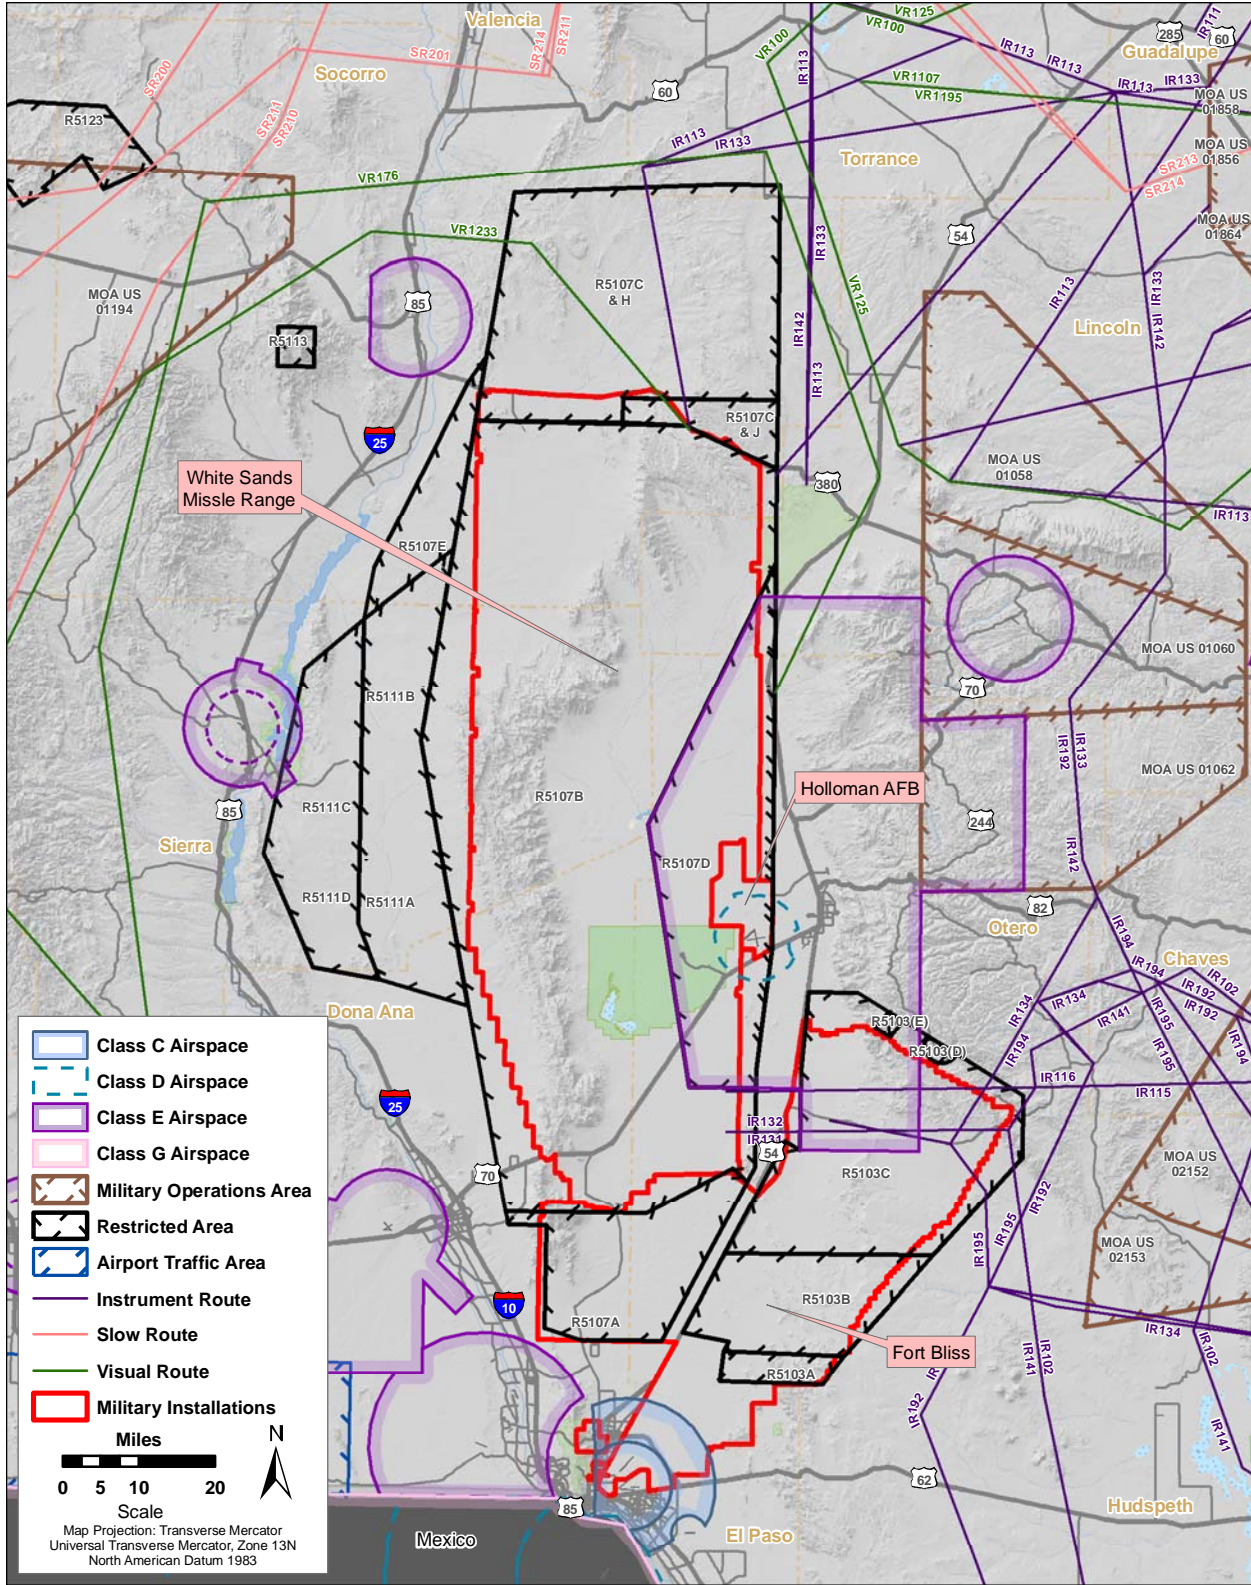 Valencia
VR125
VR100
VR100
SR214
SR211
SR201
SR200
Socorro
60
IR113
IR113
IR113
IR111
285
60
Guadalupe
VR1107
VR1195
IR113
IR133
MOA US
01858
R5123
SR211
SR210
IR113
IR133
Torrance
MOA US
01856
SR213
SR214
VR176
VR1233
54
MOA US
01864
IR133
R5107C
& H
MOA US
01194
85
VR125
IR113
IR133
IR142
Lincoln
R5113
IR142
IR113
R5107C
& J
25
White Sands
Missle Range
380
MOA US
01058
IR113
R5107E
MOA US 01060
70
R5111B
IR192
IR133
MOA US 01062
Holloman AFB
R5107B
R5111C
85
244
Sierra
R5107D
IR142
R5111D
R5111A
82
Otero
IR194
Chaves
IR194
IR102
IR192
IR192
IR134
IR134
IR141
IR195
IR195
IR194
IR194
Dona Ana
R5103(E)
R5103(D)
IR116
IR115
25
IR132
IR131
54
R5103C
70
MOA US
02152
IR192
IR195
IR195
MOA US
02153
R5103B
10
R5107A
IR134
IR102
Fort Bliss
R5103A
IR102
IR141
IR
IR192
IR141
62
85
Hudspeth
El Paso
Mexico
Class C Airspace
Class D Airspace
Class E Airspace
Class G Airspace
Military Operations Area
Restricted Area
Airport Traffic Area
Instrument Route
Slow Route
Visual Route
Military Installations
Miles
N
0 5 10 20
Scale
Map Projection: Transverse Mercator
Universal Transverse Mercator, Zone 13N
North American Datum 1983